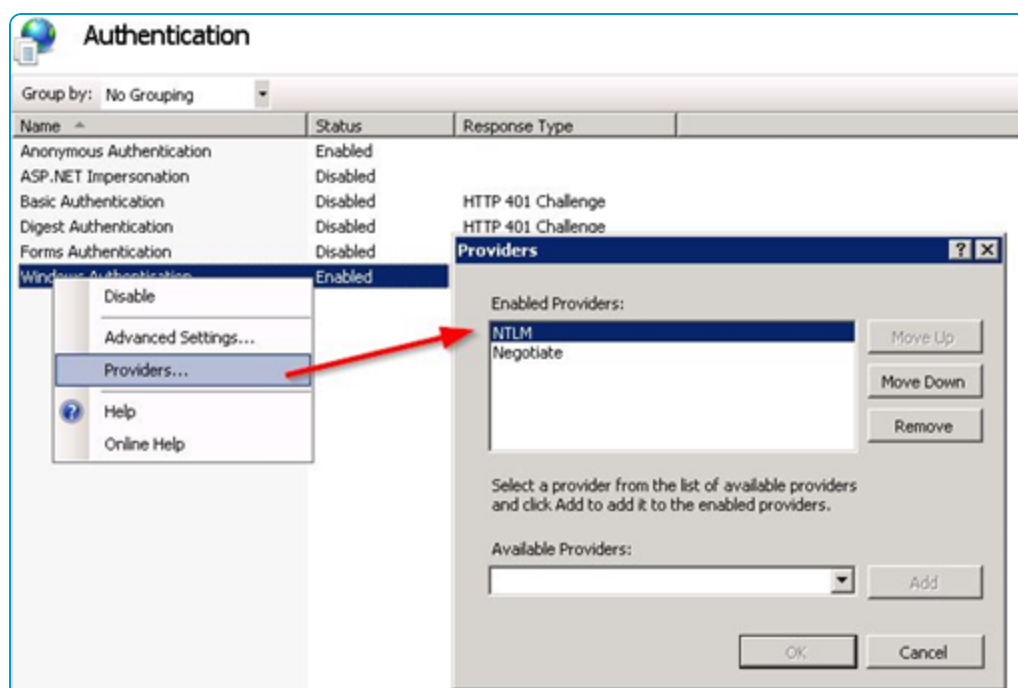 Authentication
Group by: No Grouping
Name Status Response Type
Anonymous Authentication Enabled
ASP.NET Impersonation Disabled
Basic Authentication Disabled HTTP 401 Challenge
Digest Authentication Disabled HTTP 401 Challenge
Forms Authentication Disabled
Windows Authentication Enabled
Disable
Advanced Settings...
Providers...
Help
Online Help
Providers
Enabled Providers:
NTLM
Negotiate
Move Up
Move Down
Remove
Select a provider from the list of available providers
and click Add to add it to the enabled providers.
Available Providers:
Add
OK Cancel